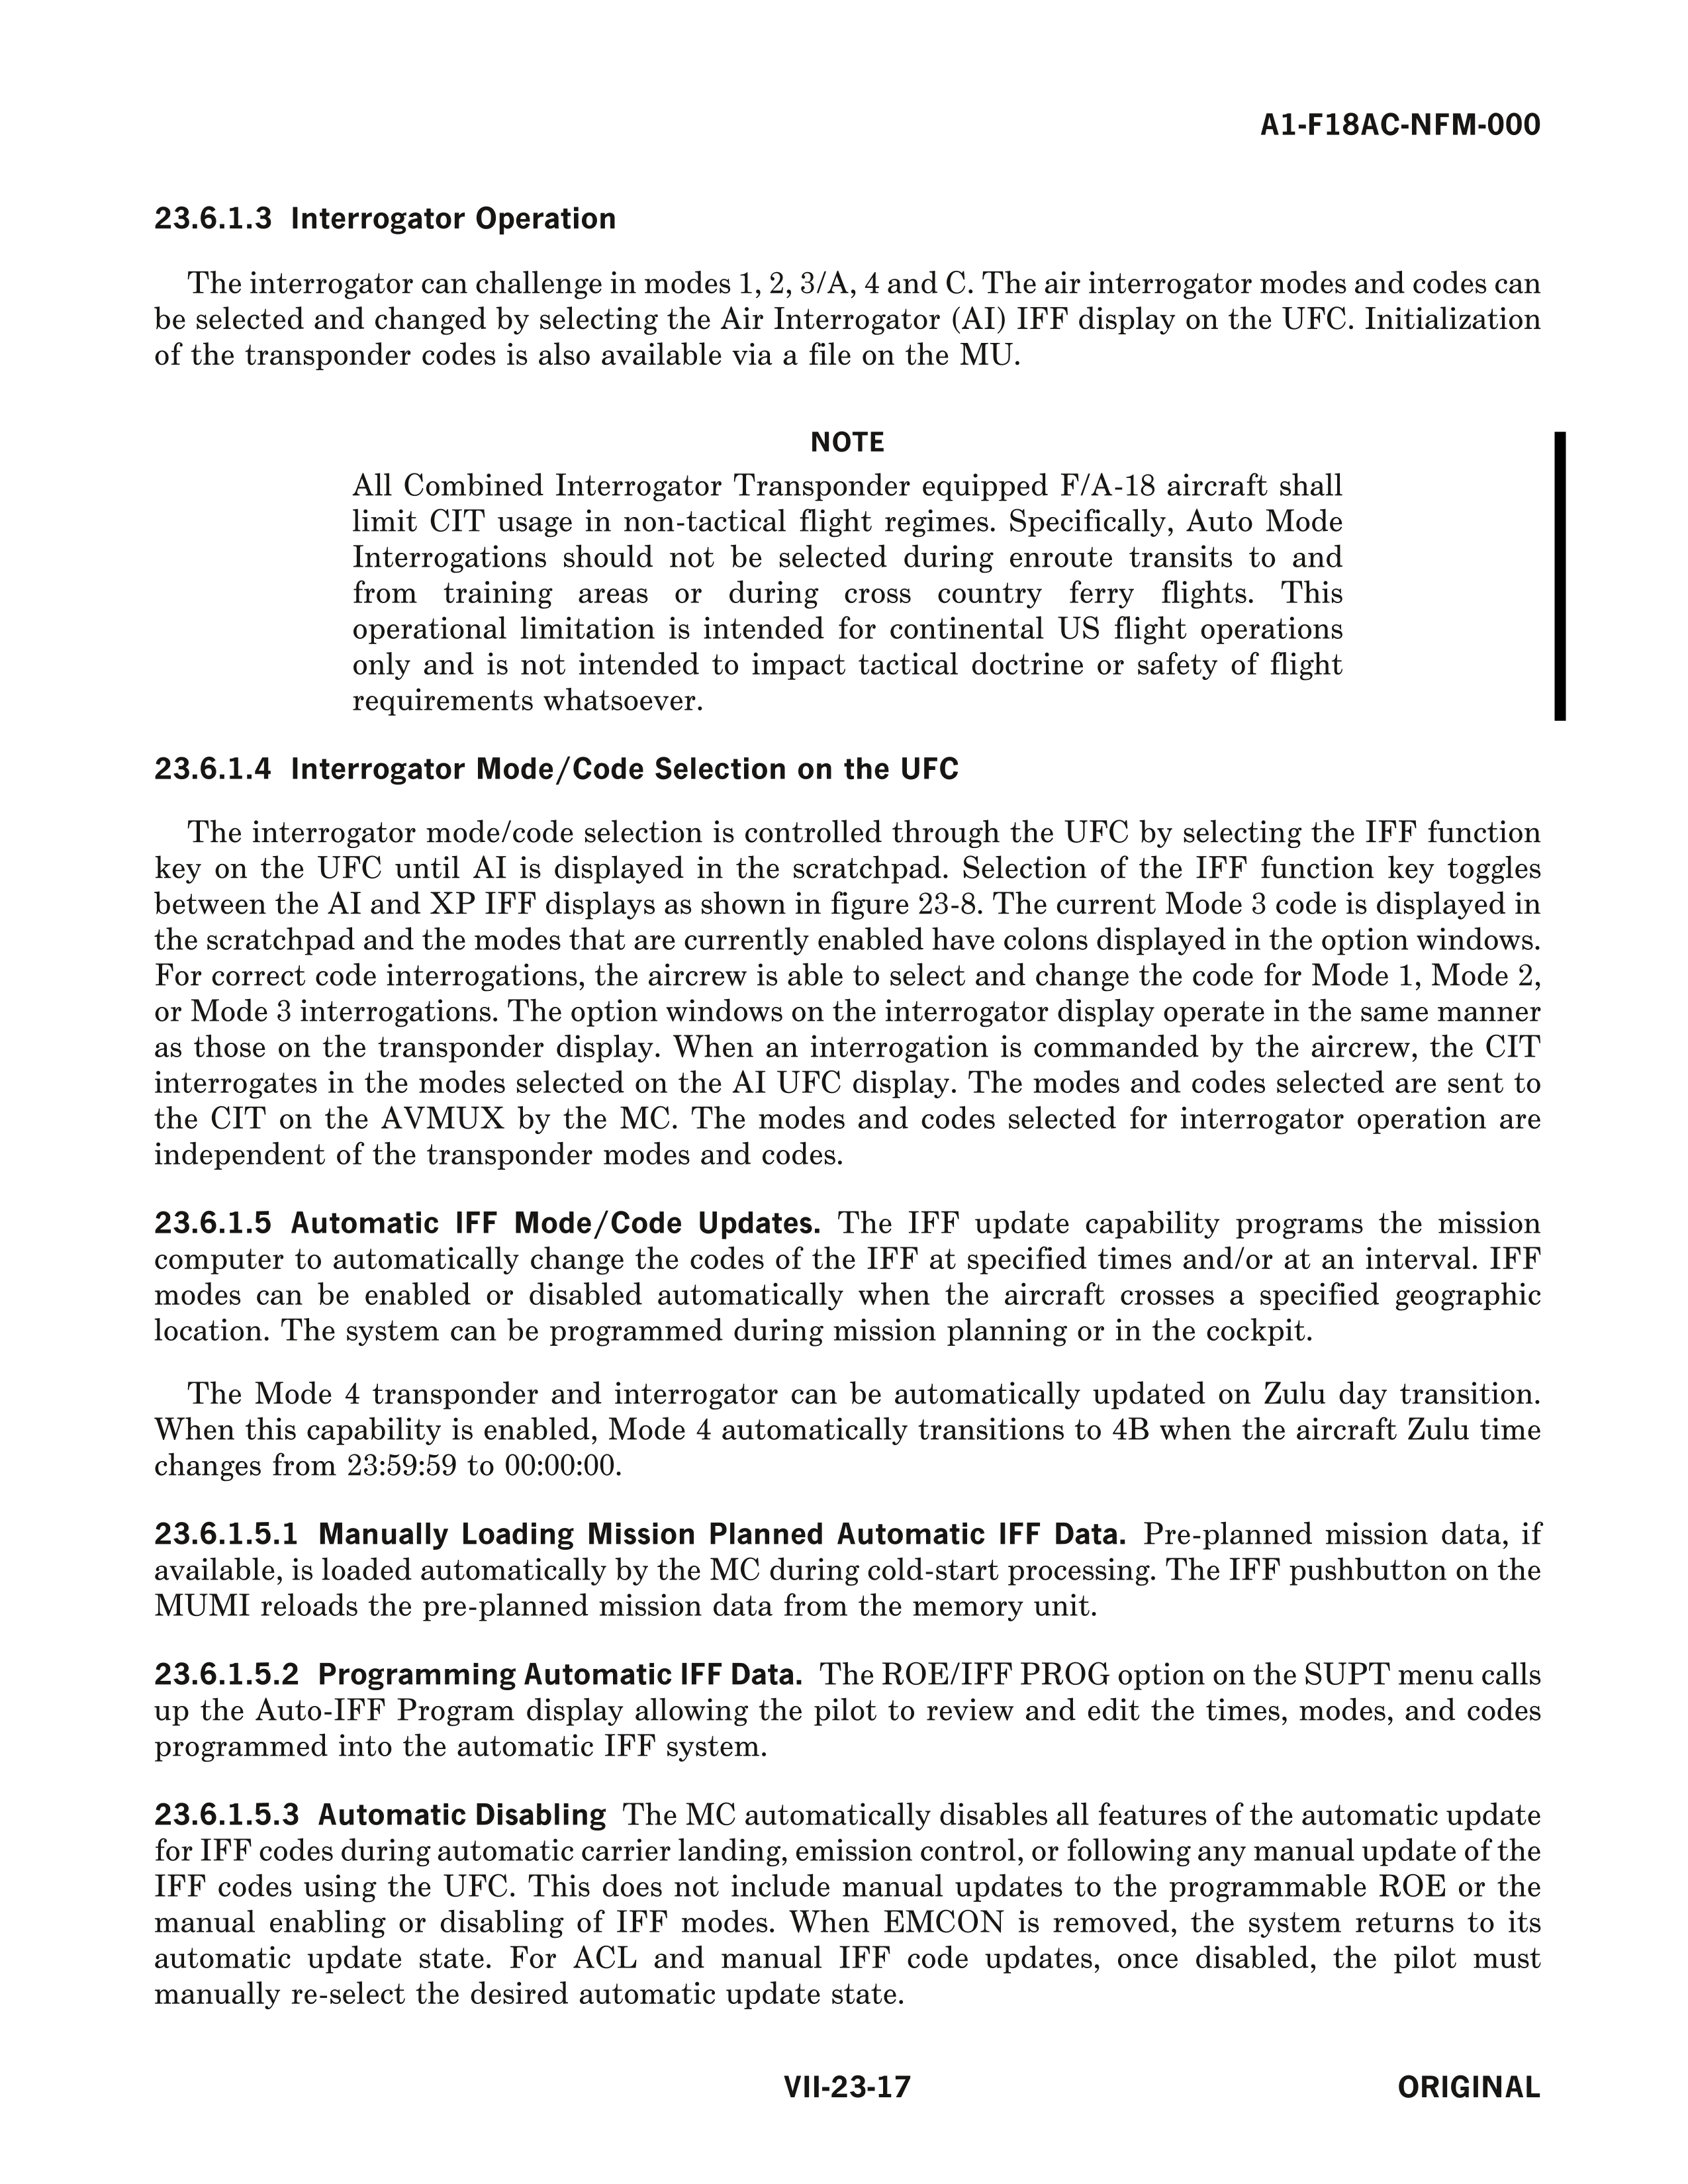 A1-F18AC-NFM-000
23.6.1.3 Interrogator Operation
The interrogator can challenge in modes 1, 2, 3/A, 4 and C. The air interrogator modes and codes can
be selected and changed by selecting the Air Interrogator (AI) IFF display on the UFC. Initialization
of the transponder codes is also available via a file on the MU.
NOTE
All Combined Interrogator Transponder equipped F/A-18 aircraft shall
limit CIT usage in non-tactical flight regimes. Specifically, Auto Mode
Interrogations should not be selected during enroute transits to and
from training areas or during cross country ferry flights. This
operational limitation is intended for continental US flight operations
only and is not intended to impact tactical doctrine or safety of flight
requirements whatsoever.
23.6.1.4 Interrogator Mode/Code Selection on the UFC
The interrogator mode/code selection is controlled through the UFC by selecting the IFF function
key on the UFC until AI is displayed in the scratchpad. Selection of the IFF function key toggles
between the AI and XP IFF displays as shown in figure 23-8. The current Mode 3 code is displayed in
the scratchpad and the modes that are currently enabled have colons displayed in the option windows.
For correct code interrogations, the aircrew is able to select and change the code for Mode 1, Mode 2,
or Mode 3 interrogations. The option windows on the interrogator display operate in the same manner
as those on the transponder display. When an interrogation is commanded by the aircrew, the CIT
interrogates in the modes selected on the AI UFC display. The modes and codes selected are sent to
the CIT on the AVMUX by the MC. The modes and codes selected for interrogator operation are
independent of the transponder modes and codes.
23.6.1.5 Automatic IFF Mode/Code Updates. The IFF update capability programs the mission
computer to automatically change the codes of the IFF at specified times and/or at an interval. IFF
modes can be enabled or disabled automatically when the aircraft crosses a specified geographic
location. The system can be programmed during mission planning or in the cockpit.
The Mode 4 transponder and interrogator can be automatically updated on Zulu day transition.
When this capability is enabled, Mode 4 automatically transitions to 4B when the aircraft Zulu time
changes from 23:59:59 to 00:00:00.
23.6.1.5.1 Manually Loading Mission Planned Automatic IFF Data. Pre-planned mission data, if
available, is loaded automatically by the MC during cold-start processing. The IFF pushbutton on the
MUMI reloads the pre-planned mission data from the memory unit.
23.6.1.5.2 Programming Automatic IFF Data. The ROE/IFF PROG option on the SUPT menu calls
up the Auto-IFF Program display allowing the pilot to review and edit the times, modes, and codes
programmed into the automatic IFF system.
23.6.1.5.3 Automatic Disabling The MC automatically disables all features of the automatic update
for IFF codes during automatic carrier landing, emission control, or following any manual update of the
IFF codes using the UFC. This does not include manual updates to the programmable ROE or the
manual enabling or disabling of IFF modes. When EMCON is removed, the system returns to its
automatic update state. For ACL and manual IFF code updates, once disabled, the pilot must
manually re-select the desired automatic update state.
VII-23-17
ORIGINAL